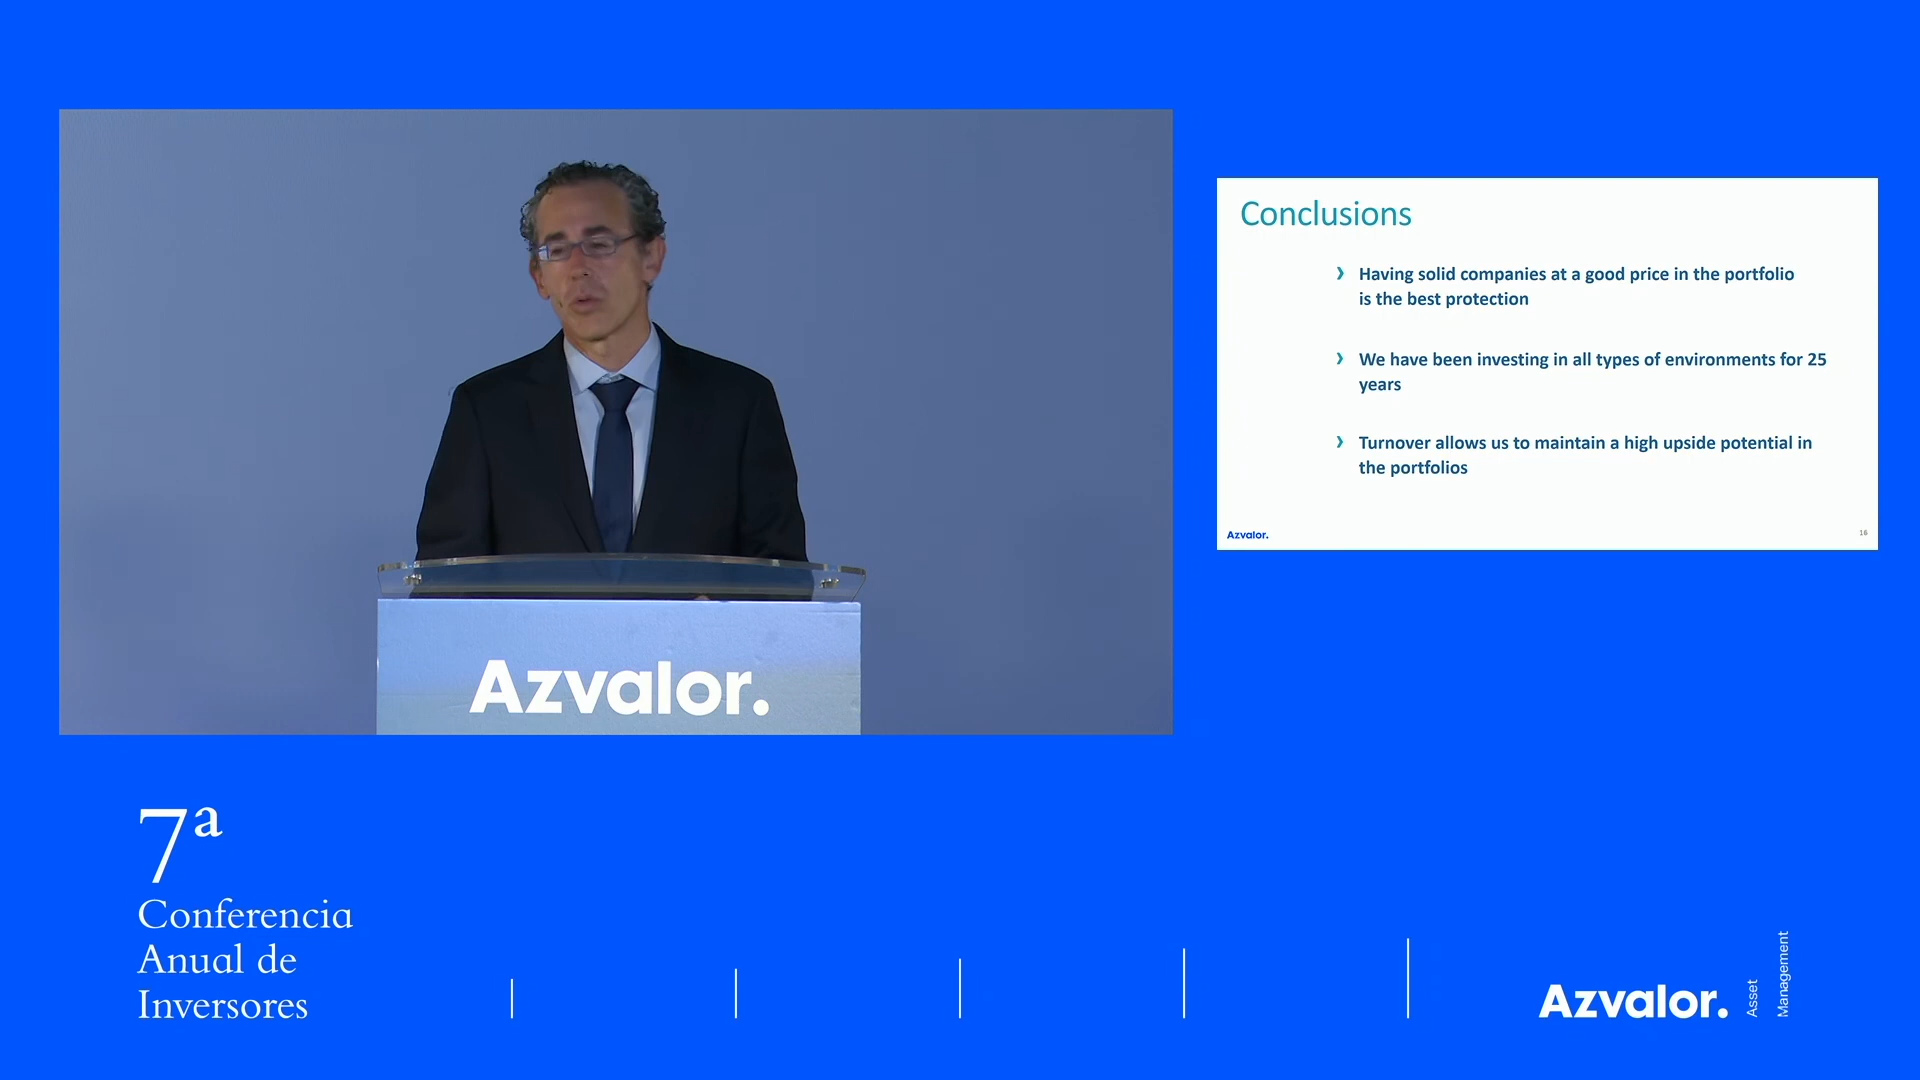 Conclusions
› Having solid companies at a good price in the portfolio
is the best protection
› We have been investing in all types of environments for 25
years
› Turnover allows us to maintain a high upside potential in
the portfolios
Azvalor.
16
Azvalor.
7ª
Conferencia
Anual de
Inversores
Azvalor.
Asset
Management